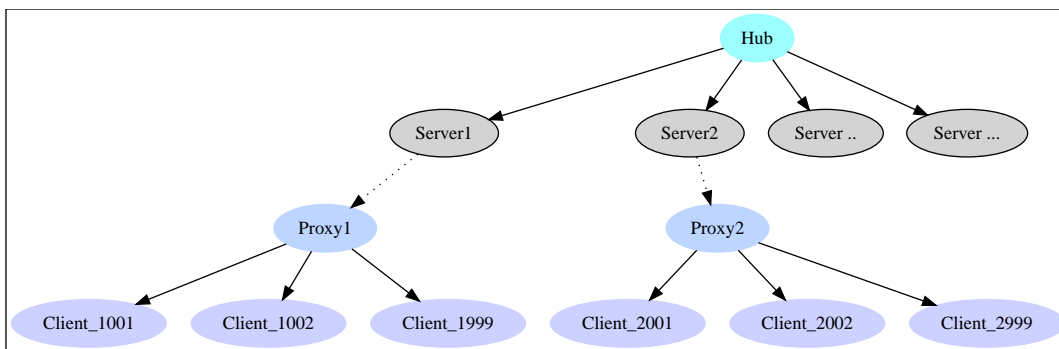 Hub
Server1
Server2
Server ..
Server ...
Proxy1
Proxy2
Client_1001
Client_1002
Client_1999
Client_2001
Client_2002
Client_2999